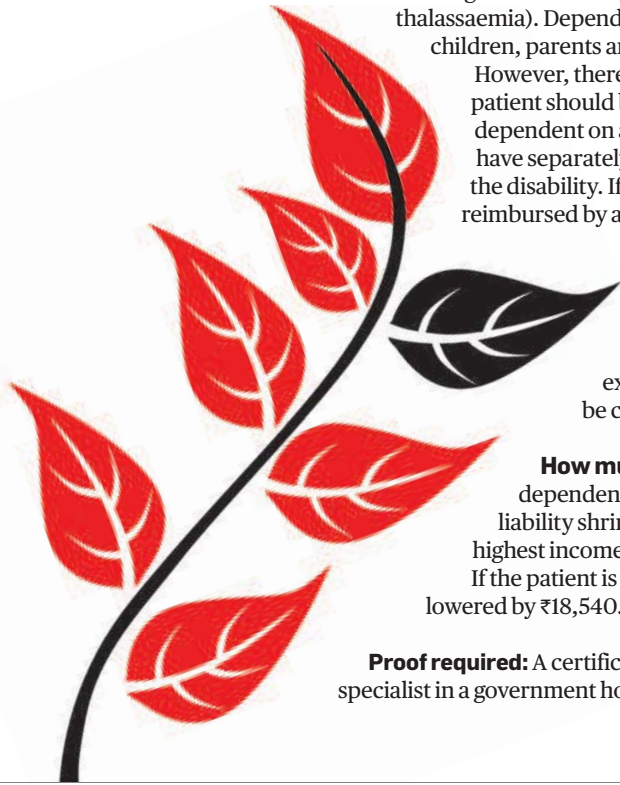 thalassaemia). Depend
children, parents a
However, there
patient should
dependent on
have separately
the disability. If
reimbursed by a
ex
be c
How mu
dependen
liability shrin
highest income
If the patient is
lowered by ₹18,540.
Proof required: A certific
specialist in a government ho